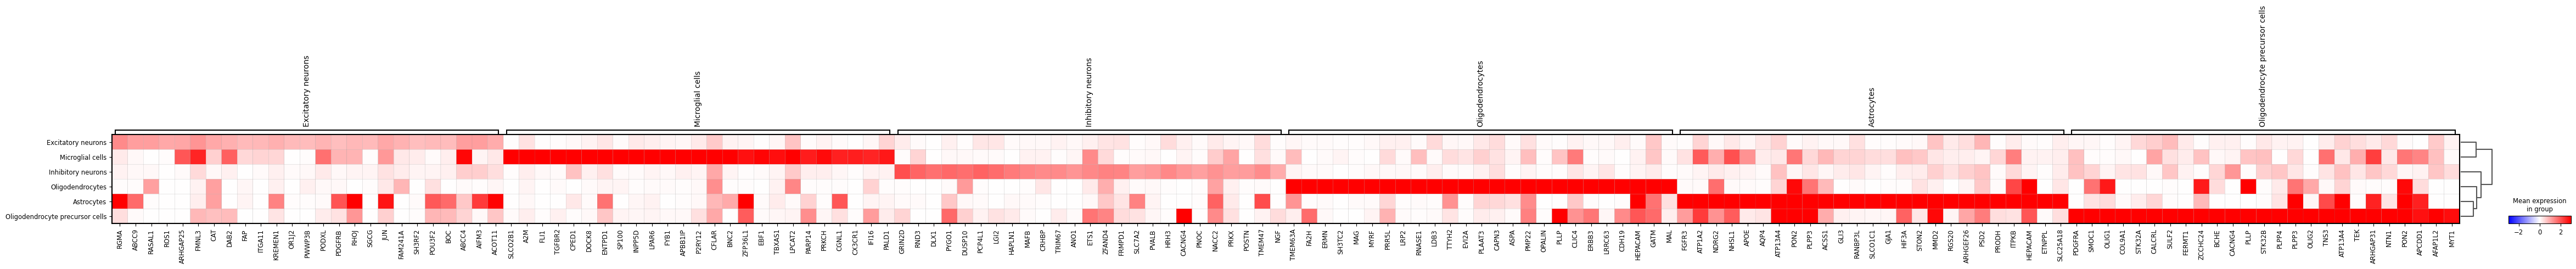 Excitatory neurons
Microglial cells
Inhibitory neurons
Oligodendrocytes
Astrocytes
Oligodendrocyte precursor cells
Excitatory neurons
Microglial cells
Inhibitory neurons
Oligodendrocytes
Astrocytes
Oligodendrocyte precursor cells
RGMA
ABCC9
RASAL1
ROS1
ARHGAP25
FMNL3
CAT
DAB2
FAP
ITGA11
KREMEN1
OR1J2
PWWP3B
PODXL
PDGFRB
RHOJ
SGCG
JUN
FAM241A
SH3RF2
POU3F2
BOC
ABCC4
AIFM3
ACOT11
SLCO2B1
A2M
FLI1
TGFBR2
CPED1
DOCK8
ENTPD1
SP100
INPP5D
LPAR6
FYB1
APBB1IP
P2RY12
CFLAR
BNC2
ZFP36L1
EBF1
TBXAS1
LPCAT2
PARP14
PRKCH
CGNL1
CX3CR1
IFI16
PALD1
GRIN2D
RND3
DLX1
PYGO1
DUSP10
PCP4L1
LGI2
HAPLN1
MAFB
CRHBP
TRIM67
ANO1
ETS1
ZFAND4
FRMPD1
SLC7A2
PVALB
HRH3
CACNG4
PNOC
NACC2
PRKX
POSTN
TMEM47
NGF
TMEM63A
FA2H
ERMN
SH3TC2
MAG
MYRF
PRR5L
LRP2
RNASE1
LDB3
TTYH2
EVI2A
PLAAT3
CAPN3
ASPA
PMP22
OPALIN
PLLP
CLIC4
ERBB3
LRRC63
CDH19
HEPACAM
GATM
MAL
FGFR3
ATP1A2
NDRG2
NHSL1
APOE
AQP4
ATP13A4
PON2
PLPP3
ACSS1
GLI3
RANBP3L
SLCO1C1
GJA1
HIF3A
STON2
MMD2
RGS20
ARHGEF26
PSD2
PRODH
ITPKB
HEPACAM
ETNPPL
SLC25A18
PDGFRA
SMOC1
OLIG1
COL9A1
STK32A
CALCRL
SULF2
FERMT1
ZCCHC24
BCHE
CACNG4
PLLP
STK32B
PLPP4
PLPP3
OLIG2
TNS3
ATP13A4
TEK
ARHGAP31
NTN1
PON2
APCDD1
AFAP1L2
MYT1
Mean expression
in group
−2 0 2